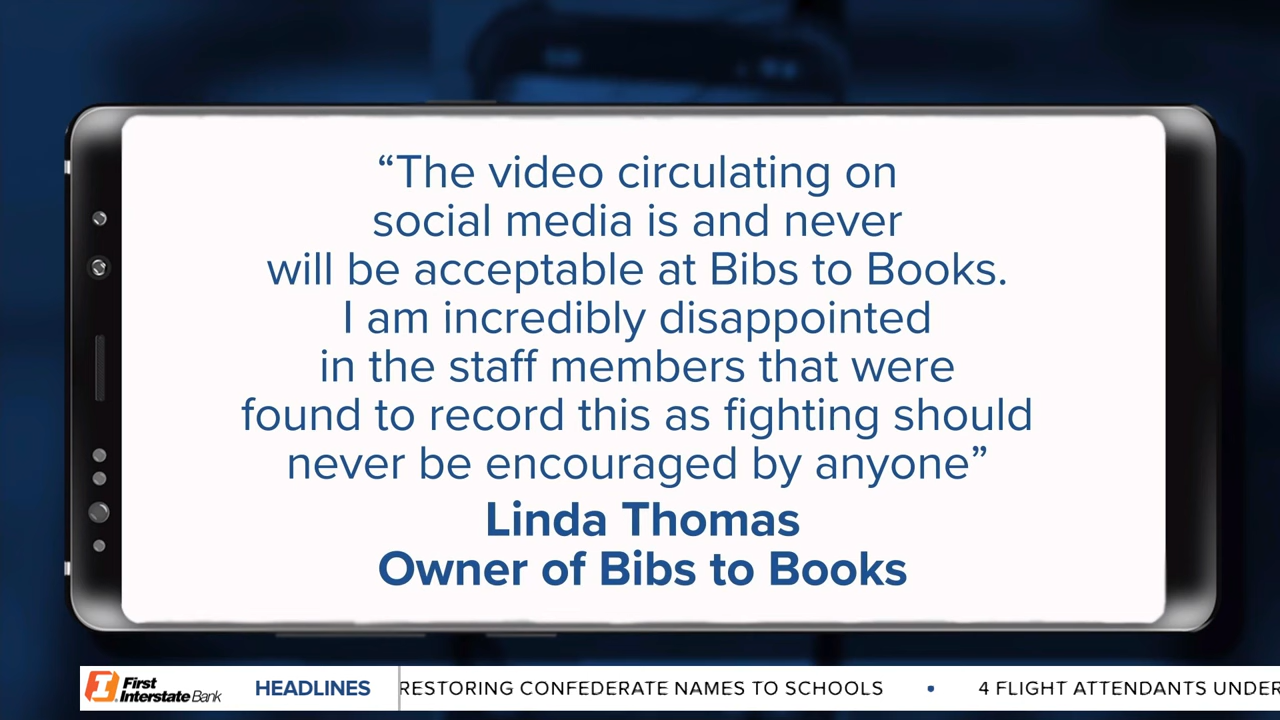 “The video circulating on
social media is and never
will be acceptable at Bibs to Books.
I am incredibly disappointed
in the staff members that were
found to record this as fighting should
never be encouraged by anyone”
Linda Thomas
Owner of Bibs to Books
First
Interstate Bank
HEADLINES
RESTORING CONFEDERATE NAMES TO SCHOOLS • 4 FLIGHT ATTENDANTS UNDER